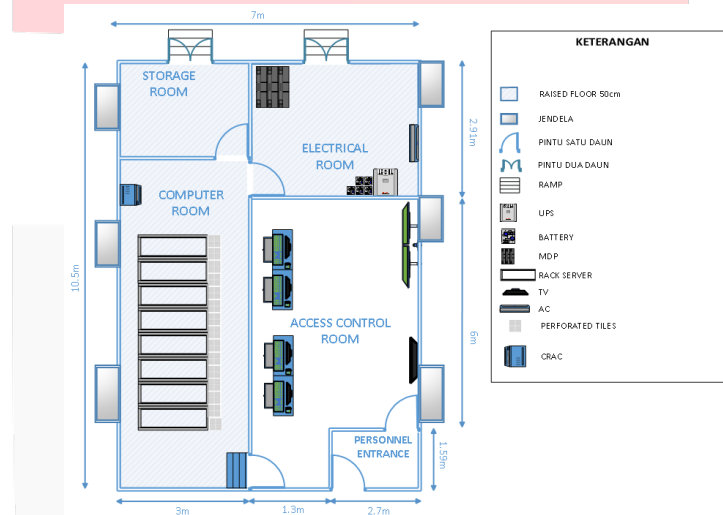 7m
KETERANGAN
STORAGE
ROOM
ELECTRICAL
ROOM
2.91m
COMPUTER
ROOM
10.5m
ACCESS CONTROL
ROOM
6m
PERSONNEL
ENTRANCE
1.59m
3m
1.3m
2.7m
RAISED FLOOR 50cm
JENDELA
PINTU SATU DAUN
PINTU DUA DAUN
RAMP
UPS
BATTERY
MDP
RACK SERVER
TV
AC
PERFORATED TILES
CRAC